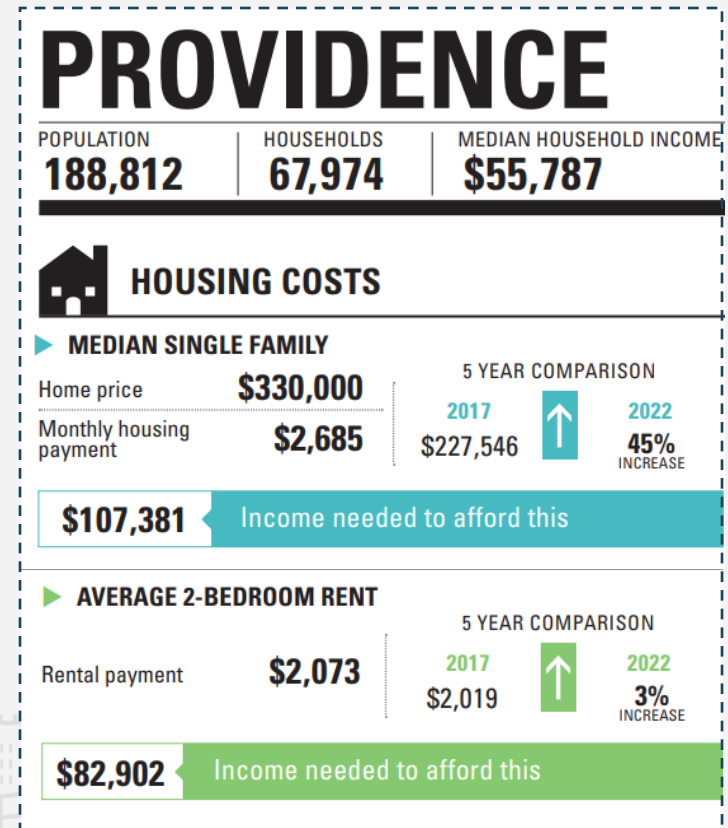 PROVIDENCE
POPULATION
188,812
HOUSEHOLDS
67,974
MEDIAN HOUSEHOLD INCOME
$55,787
HOUSING COSTS
MEDIAN SINGLE FAMILY
Home price $330,000
Monthly housing
payment
$2,685
5 YEAR COMPARISON
2017
$227,546
2022
45%
INCREASE
$107,381 Income needed to afford this
AVERAGE 2-BEDROOM RENT
Rental payment $2,073
5 YEAR COMPARISON
2017
$2,019
2022
3%
INCREASE
$82,902 Income needed to afford this